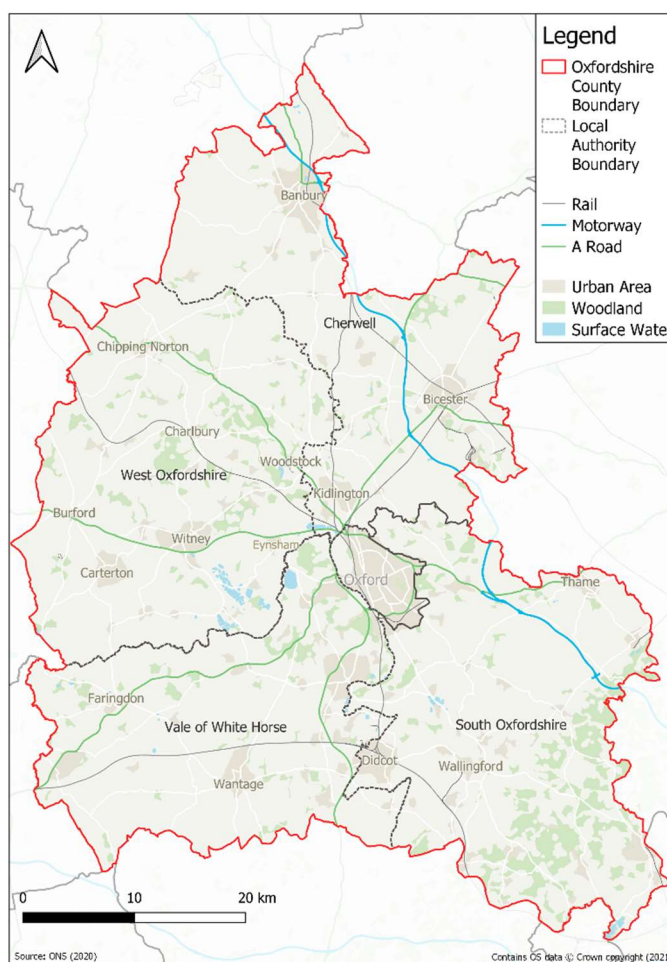 Legend
Oxfordshire
County
Boundary
Local
Authority
Boundary
Rail
Motorway
A Road
Urban Area
Woodland
Surface Water
Banbury
Cherwell
Chipping Norton
Bicester
Charlbury
Woodstock
West Oxfordshire
Kidlington
Burford
Witney
Eynsham
Carterton
Oxford
Thame
Faringdon
Vale of White Horse
South Oxfordshire
Didcot
Wallingford
Wantage
0 10 20 km
Source: ONS (2020)
Contains OS data © Crown copyright (2021